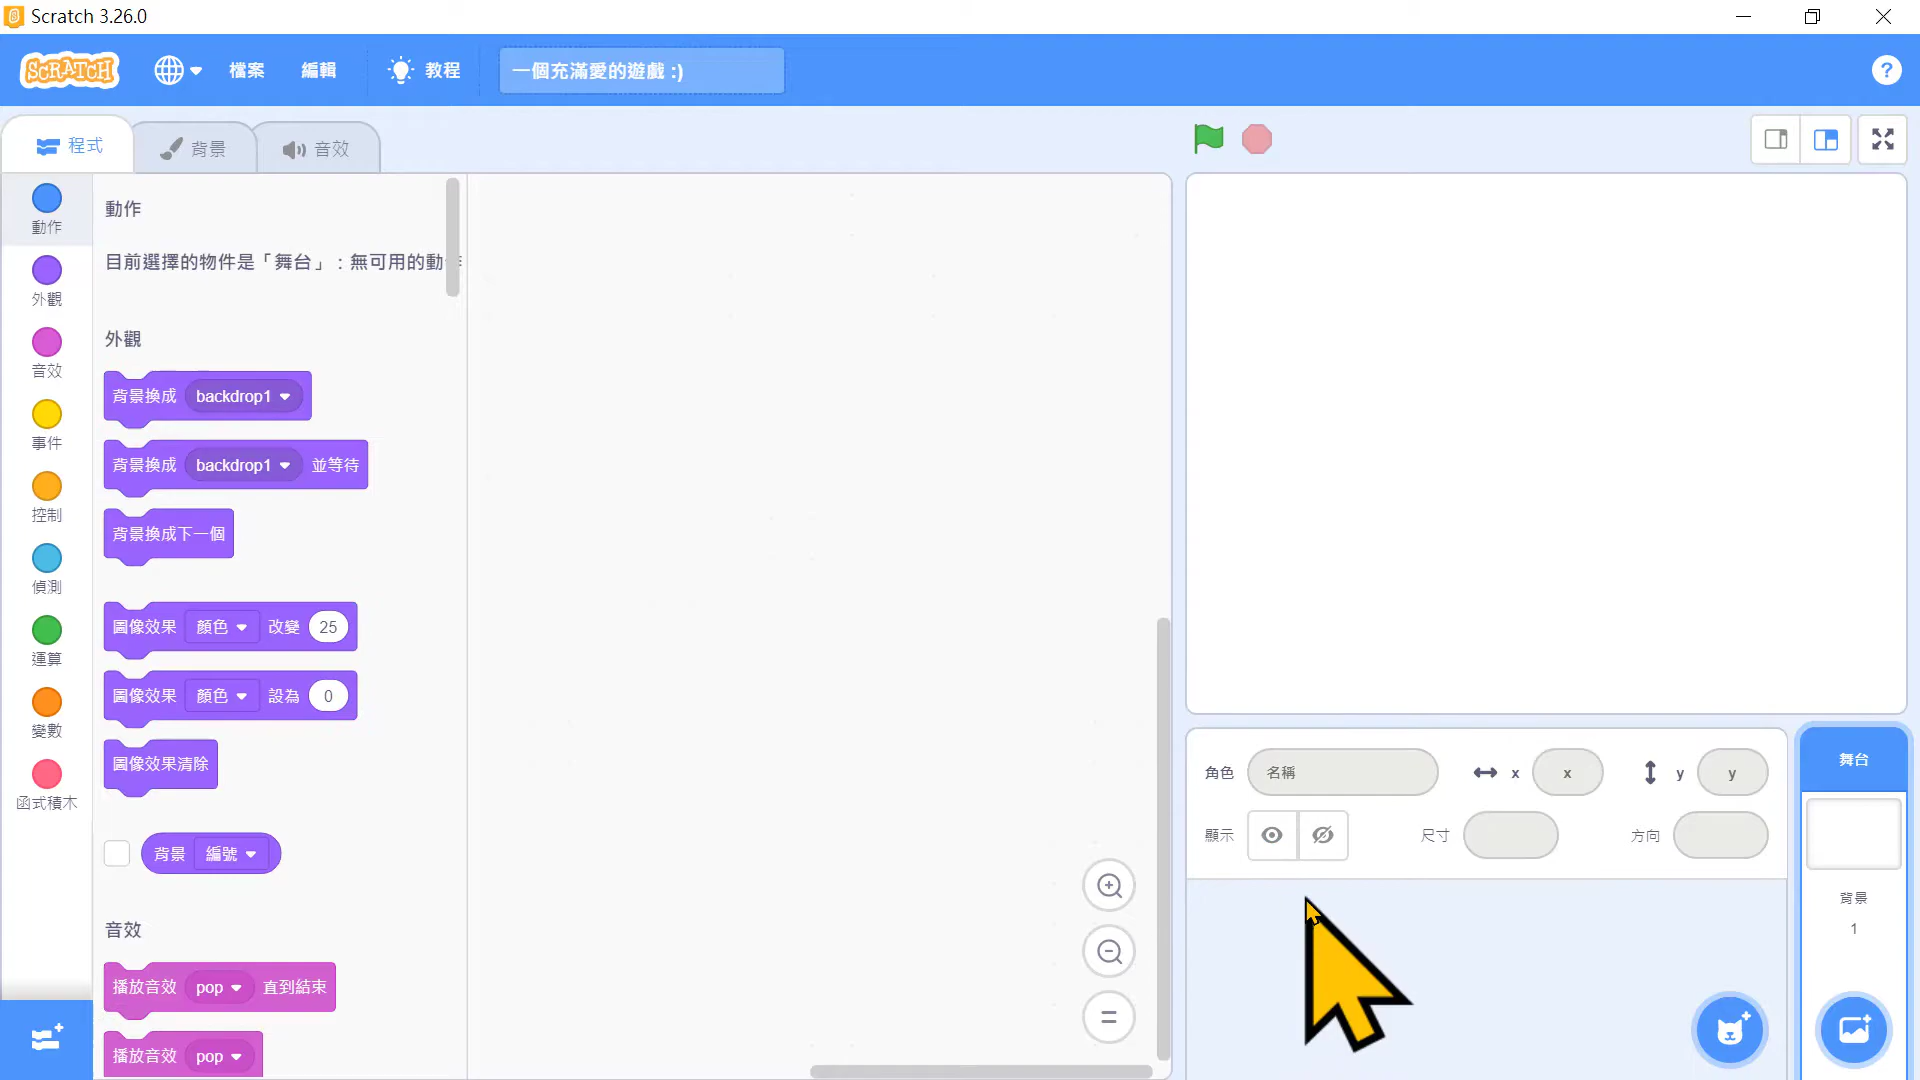 Scratch 3.26.0
SCRATCH
檔案
編輯
教程
一個充滿愛的遊戲 :)
?
程式
背景
音效
動作
外觀
音效
事件
控制
偵測
運算
變數
函式積木
動作
目前選擇的物件是「舞台」：無可用的動
外觀
背景換成 backdrop1
背景換成 backdrop1 並等待
背景換成下一個
圖像效果 顏色 改變 25
圖像效果 顏色 設為 0
圖像效果清除
背景 編號
音效
播放音效 pop 直到結束
播放音效 pop
角色 名稱 x x y y
顯示 尺寸 方向
舞台
背景
1